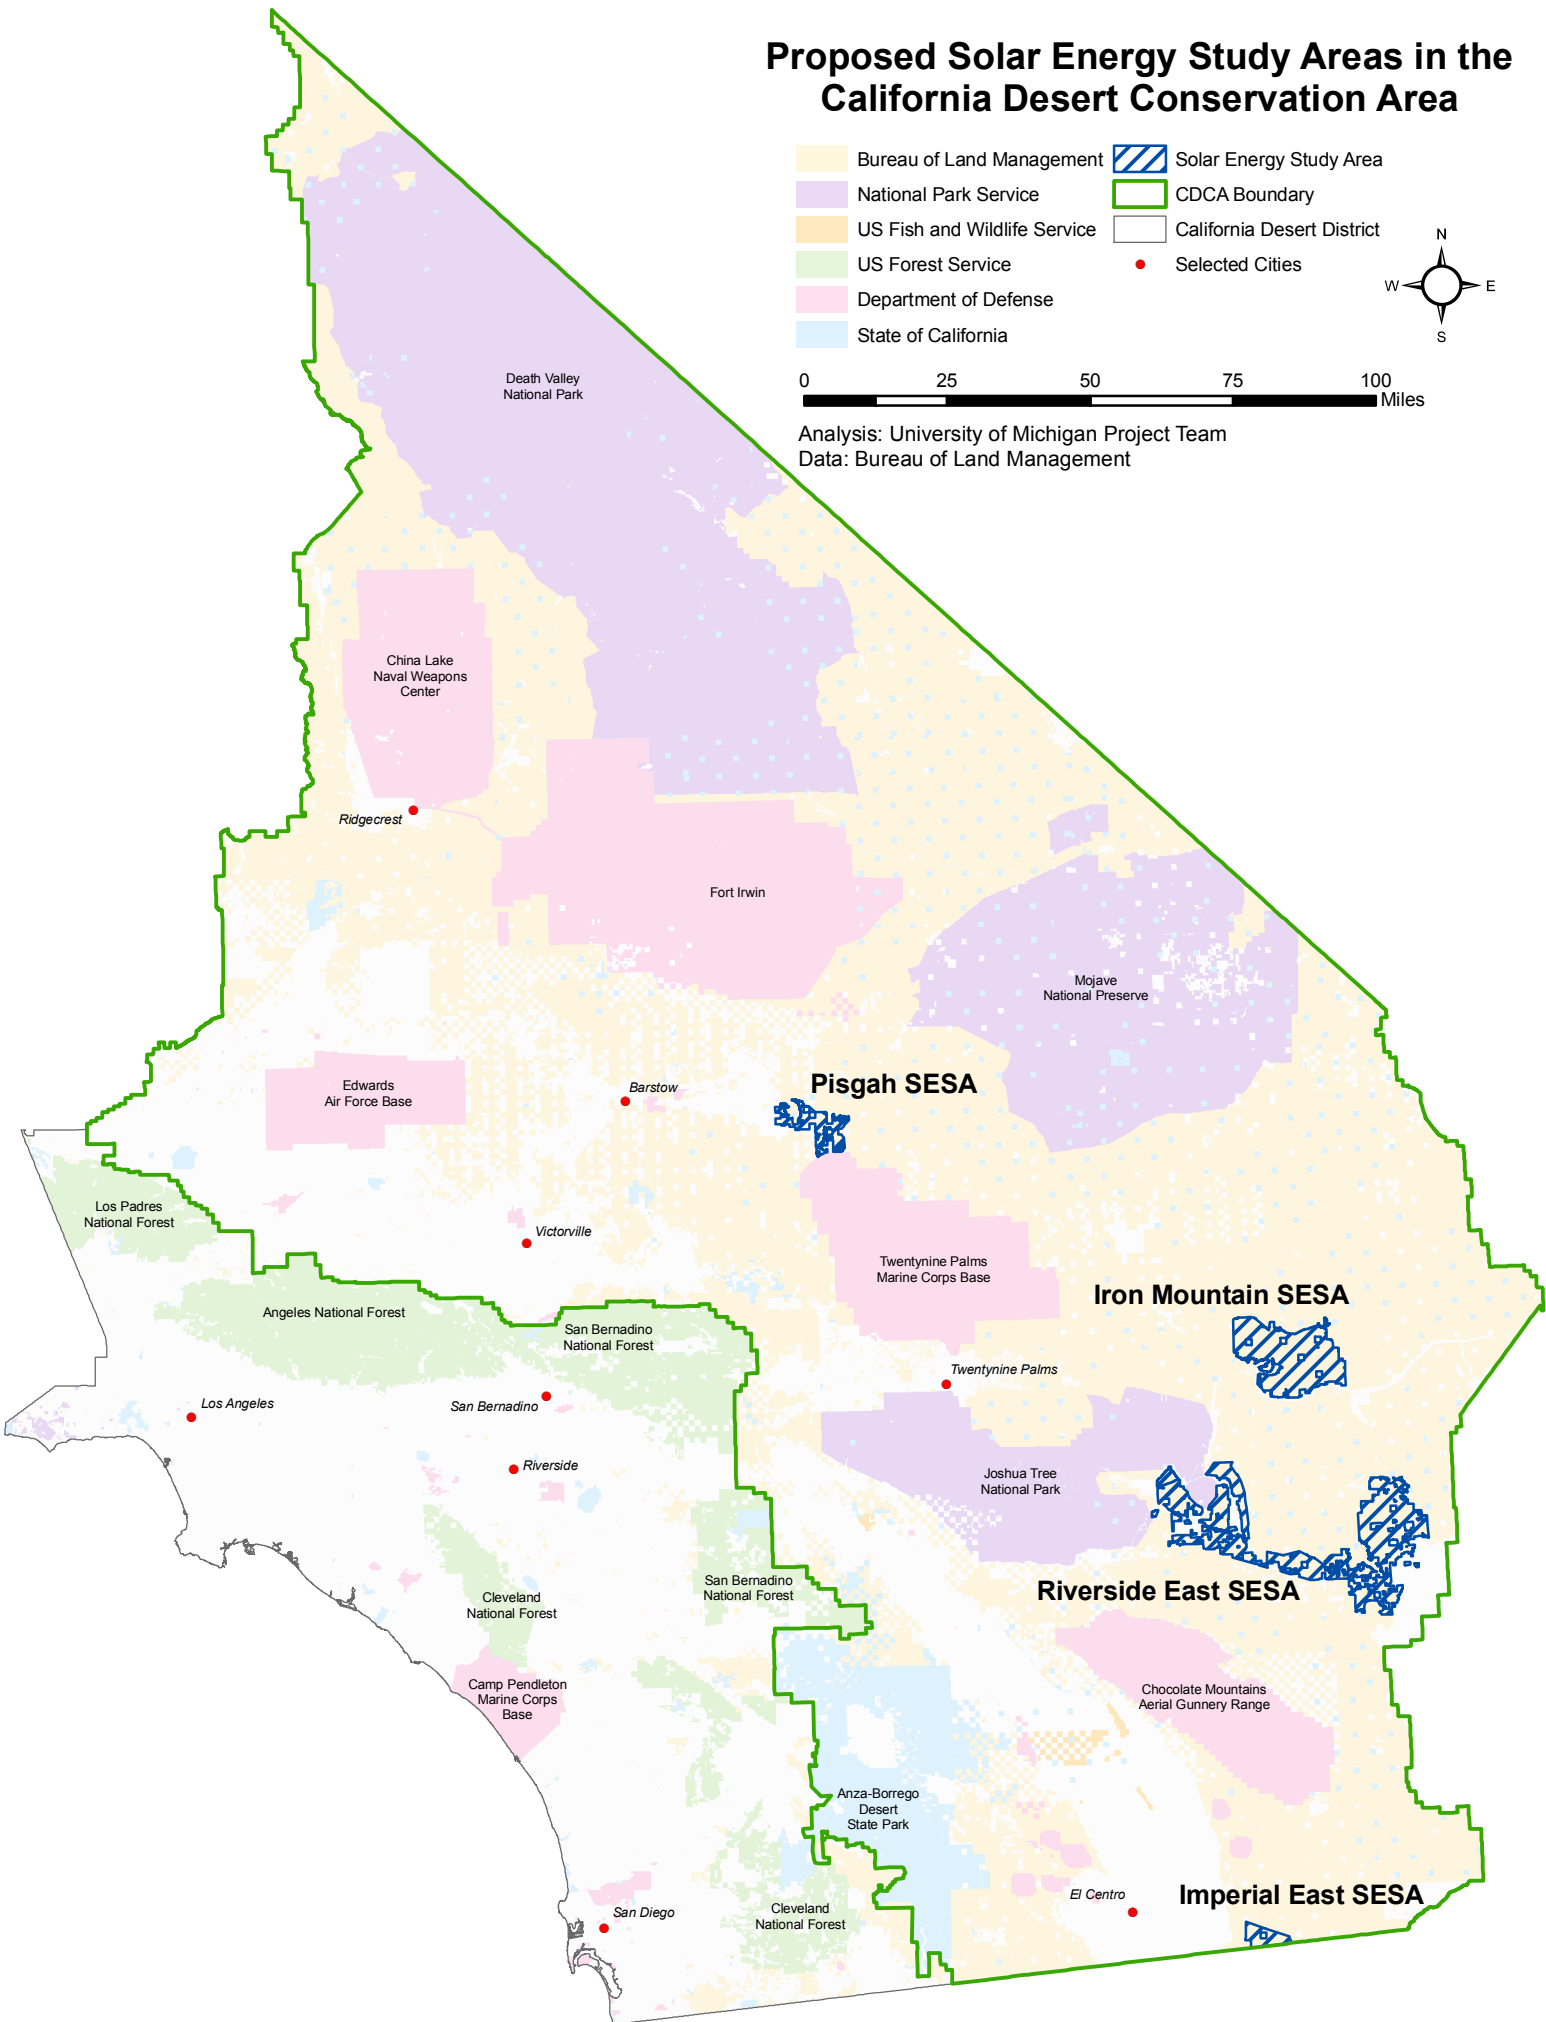 Proposed Solar Energy Study Areas in the
California Desert Conservation Area
Bureau of Land Management
National Park Service
US Fish and Wildlife Service
US Forest Service
Department of Defense
State of California
Solar Energy Study Area
CDCA Boundary
California Desert District
Selected Cities
N
W
E
S
0
25
50
75
100
Miles
Analysis: University of Michigan Project Team
Data: Bureau of Land Management
Death Valley
National Park
China Lake
Naval Weapons
Center
Ridgecrest
Fort Irwin
Mojave
National Preserve
Edwards
Air Force Base
Barstow
Pisgah SESA
Los Padres
National Forest
Victorville
Twentynine Palms
Marine Corps Base
Iron Mountain SESA
Angeles National Forest
San Bernadino
National Forest
Twentynine Palms
Los Angeles
San Bernadino
Riverside
Joshua Tree
National Park
Riverside East SESA
San Bernadino
National Forest
Cleveland
National Forest
Camp Pendleton
Marine Corps
Base
Chocolate Mountains
Aerial Gunnery Range
Anza-Borrego
Desert
State Park
El Centro
Imperial East SESA
San Diego
Cleveland
National Forest